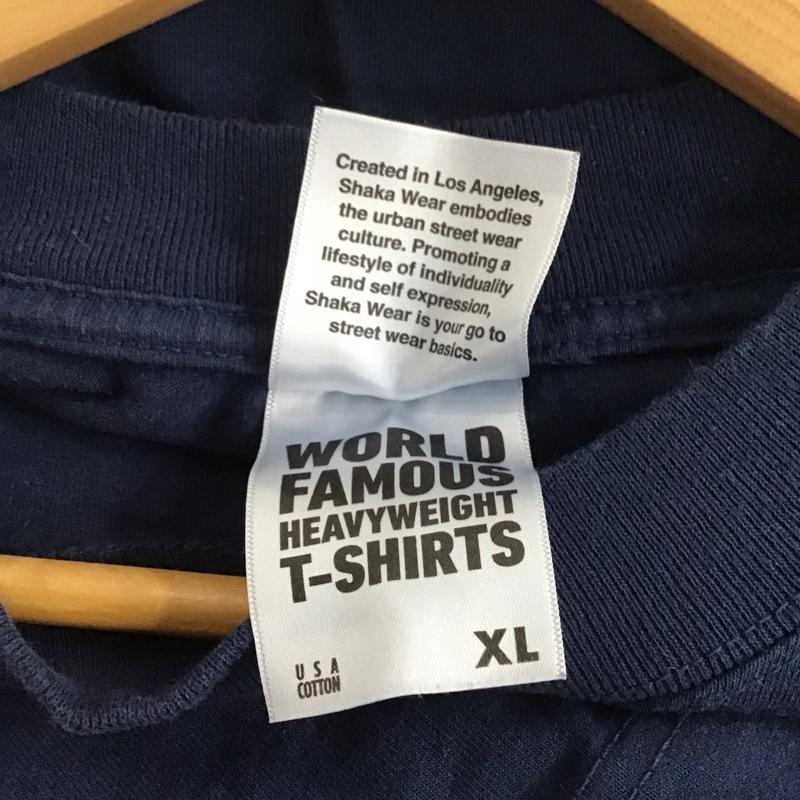 Created in Los Angeles,
Shaka Wear embodies
the urban street wear
culture. Promoting a
lifestyle of individuality
and self expression,
Shaka Wear is your go to
street wear basics.
WORLD
FAMOUS
HEAVYWEIGHT
T-SHIRTS
XL
USA
COTTON